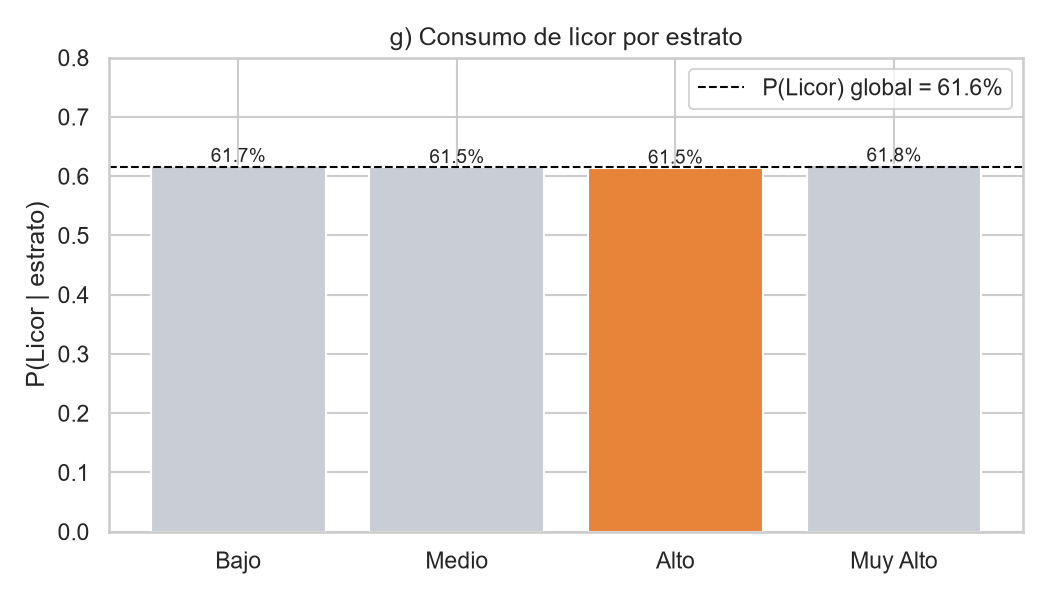 g) Consumo de licor por estrato
P(Licor) global = 61.6%
P(Licor | estrato)
0.8
0.7
0.6
0.5
0.4
0.3
0.2
0.1
0.0
61.7%
61.5%
61.5%
61.8%
Bajo
Medio
Alto
Muy Alto